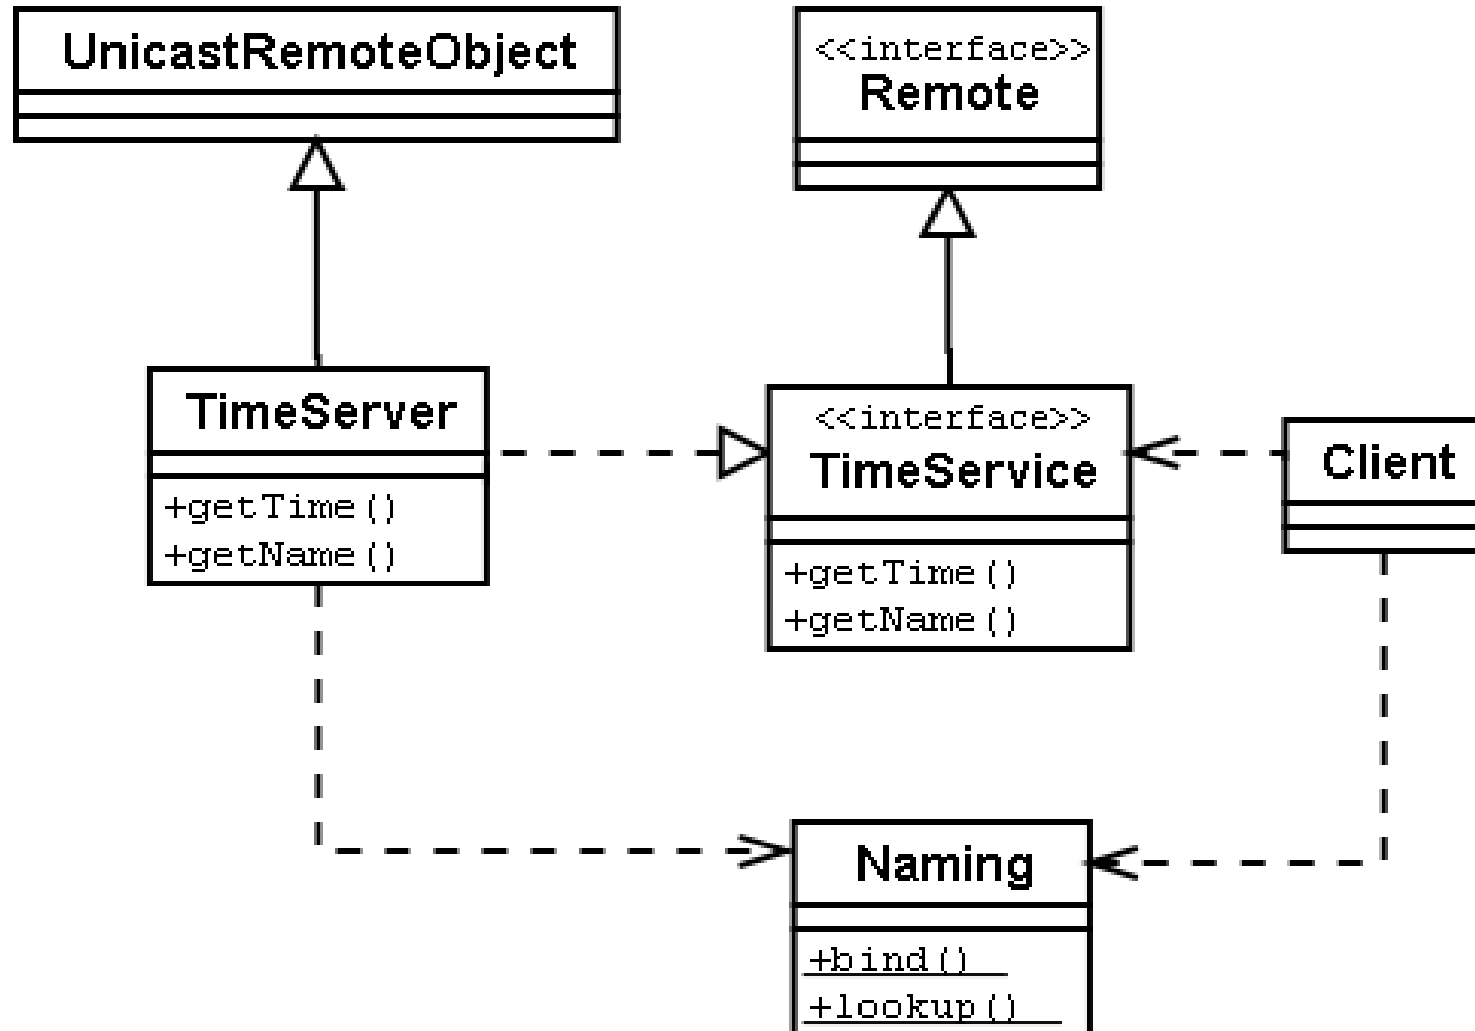 UnicastRemoteObject
<<interface>>
Remote
TimeServer
+getTime()
+getName()
<<interface>>
TimeService
+getTime()
+getName()
Client
Naming
+bind()
+lookup()